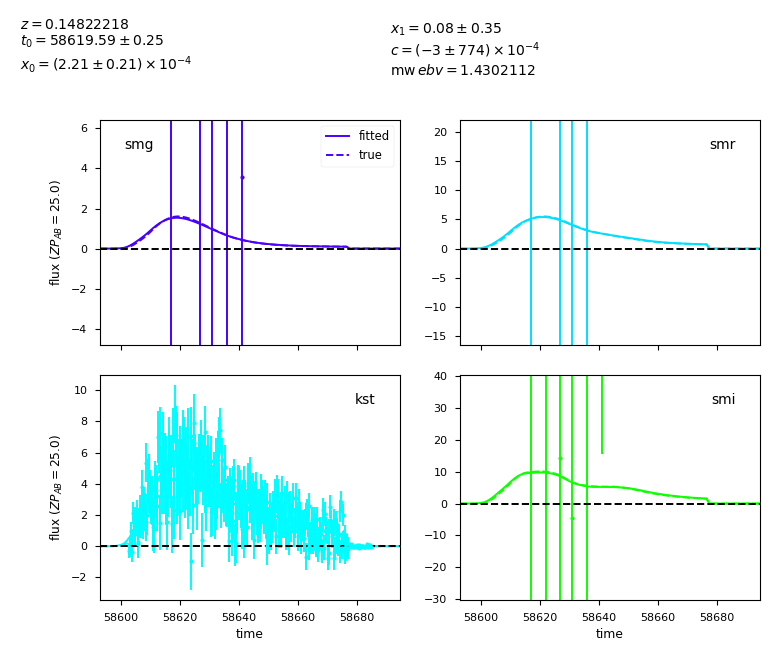 z = 0.14822218
t₀ = 58619.59 ± 0.25
x₀ = (2.21 ± 0.21) × 10⁻⁴
x₁ = 0.08 ± 0.35
c = (−3 ± 774) × 10⁻⁴
mw ebv = 1.4302112
smg
fitted
true
6
4
2
0
−2
−4
flux (ZP_AB = 25.0)
smr
20
15
10
5
0
−5
−10
−15
kst
10
8
6
4
2
0
−2
flux (ZP_AB = 25.0)
58600 58620 58640 58660 58680
time
smi
40
30
20
10
0
−10
−20
−30
58600 58620 58640 58660 58680
time